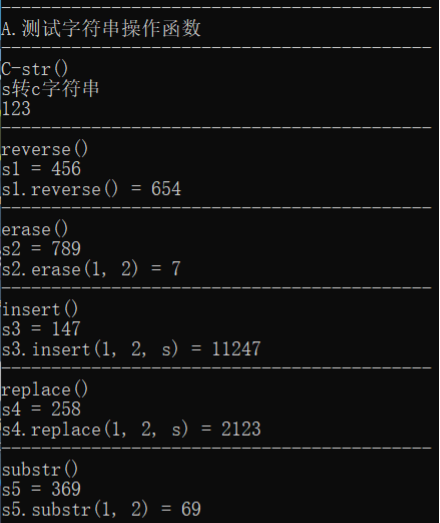 A.测试字符串操作函数
C-str()
s转c字符串
123
reverse()
s1 = 456
s1.reverse() = 654
erase()
s2 = 789
s2.erase(1, 2) = 7
insert()
s3 = 147
s3.insert(1, 2, s) = 11247
replace()
s4 = 258
s4.replace(1, 2, s) = 2123
substr()
s5 = 369
s5.substr(1, 2) = 69